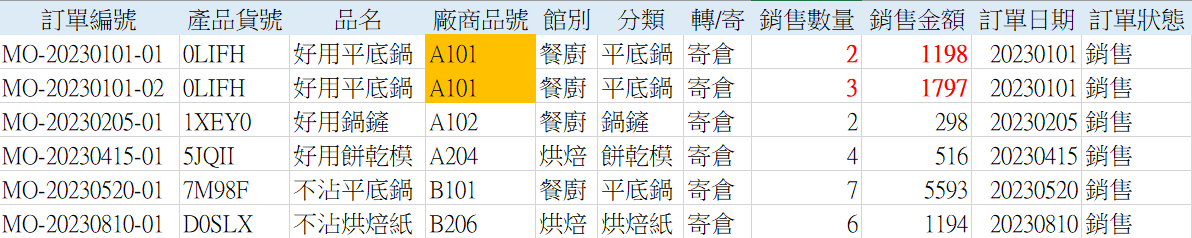 訂單編號 產品貨號 品名 廠商品號 館別 分類 轉/寄 銷售數量 銷售金額 訂單日期 訂單狀態
MO-20230101-01 0LIFH 好用平底鍋 A101 餐廚 平底鍋 寄倉 2 1198 20230101 銷售
MO-20230101-02 0LIFH 好用平底鍋 A101 餐廚 平底鍋 寄倉 3 1797 20230101 銷售
MO-20230205-01 1XEY0 好用鍋鏟 A102 餐廚 鍋鏟 寄倉 2 298 20230205 銷售
MO-20230415-01 5JQII 好用餅乾模 A204 烘焙 餅乾模 寄倉 4 516 20230415 銷售
MO-20230520-01 7M98F 不沾平底鍋 B101 餐廚 平底鍋 寄倉 7 5593 20230520 銷售
MO-20230810-01 D0SLX 不沾烘焙紙 B206 烘焙 烘焙紙 寄倉 6 1194 20230810 銷售